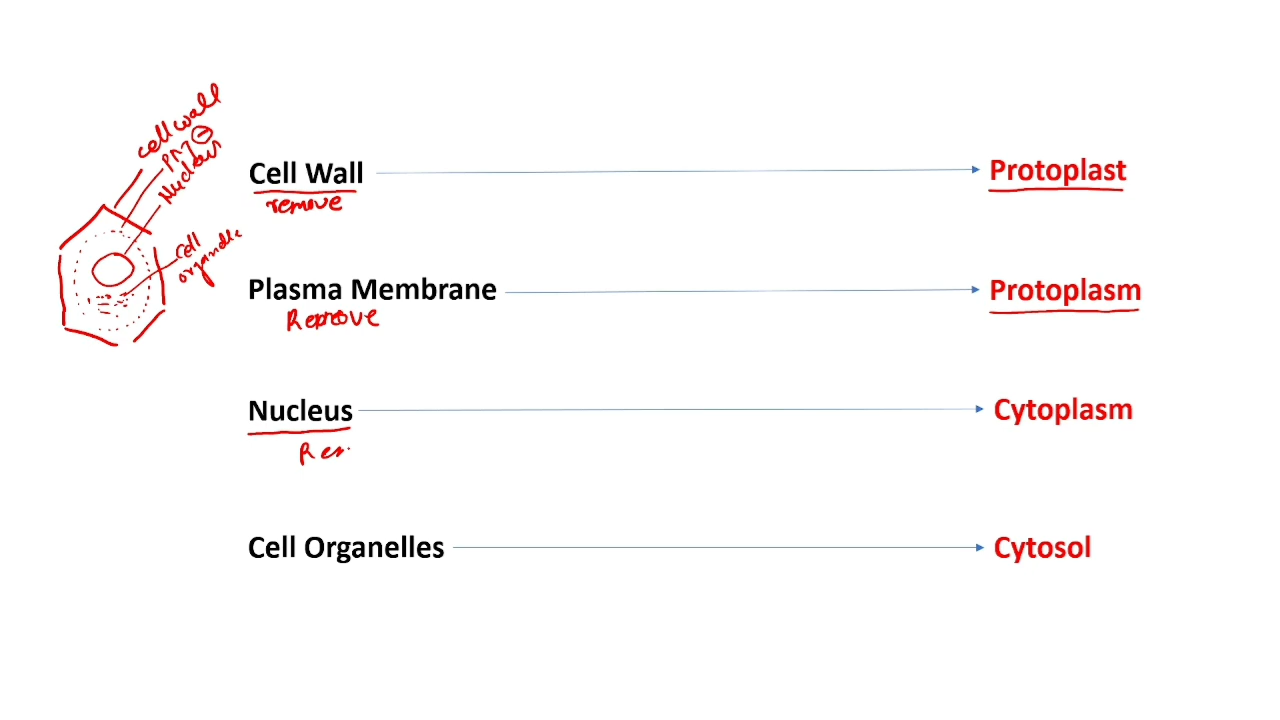 cell wall
PM
Nucleus
cell
organelle
Cell Wall Protoplast
remove
Plasma Membrane Protoplasm
Remove
Nucleus Cytoplasm
Rem
Cell Organelles Cytosol